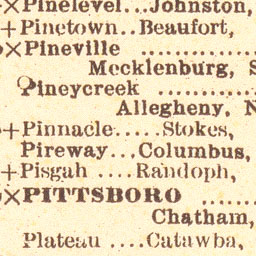 ×Pinelevel...Johnston,
+Pinetown..Beaufort,
×Pineville ............
Mecklenburg, S
Pineycreek .........
Allegheny, N
+Pinnacle.....Stokes,
Pireway...Columbus,
+Pisgah ....Randoph,
×PITTSBORO ......
Chatham,
Plateau ....Catawba,